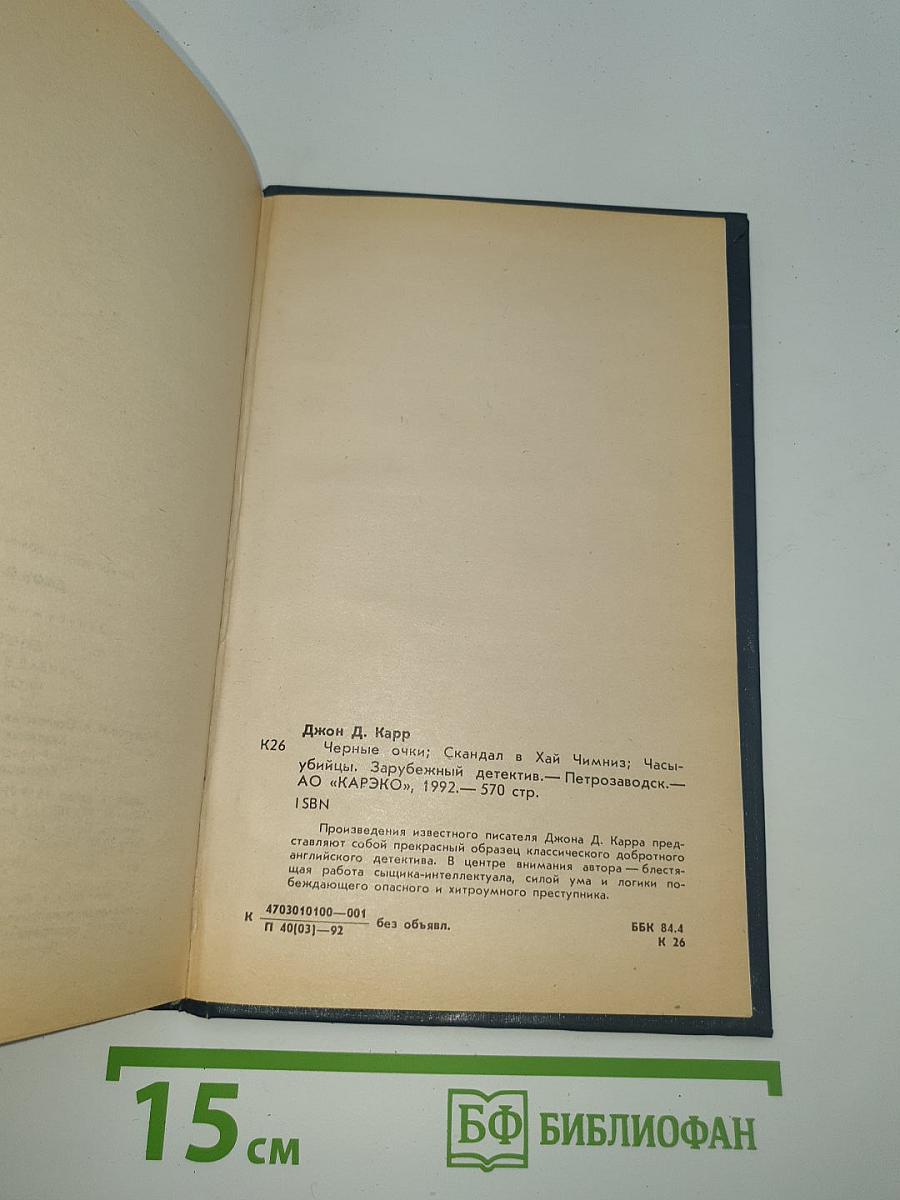 Джон Д. Карр
К26 Черные очки; Скандал в Хай Чимниз; Часы-
убийцы. Зарубежный детектив.— Петрозаводск.—
АО «КАРЭКО», 1992.— 570 стр.
ISBN
Произведения известного писателя Джона Д. Карра пред-
ставляют собой прекрасный образец классического добротного
английского детектива. В центре внимания автора — блестя-
щая работа сыщика-интеллектуала, силой ума и логики по-
беждающего опасного и хитроумного преступника.
К 4703010100—001 без объявл.
П 40(03)—92
ББК 84.4
К 26
15 см
БФ БИБЛИОФАН